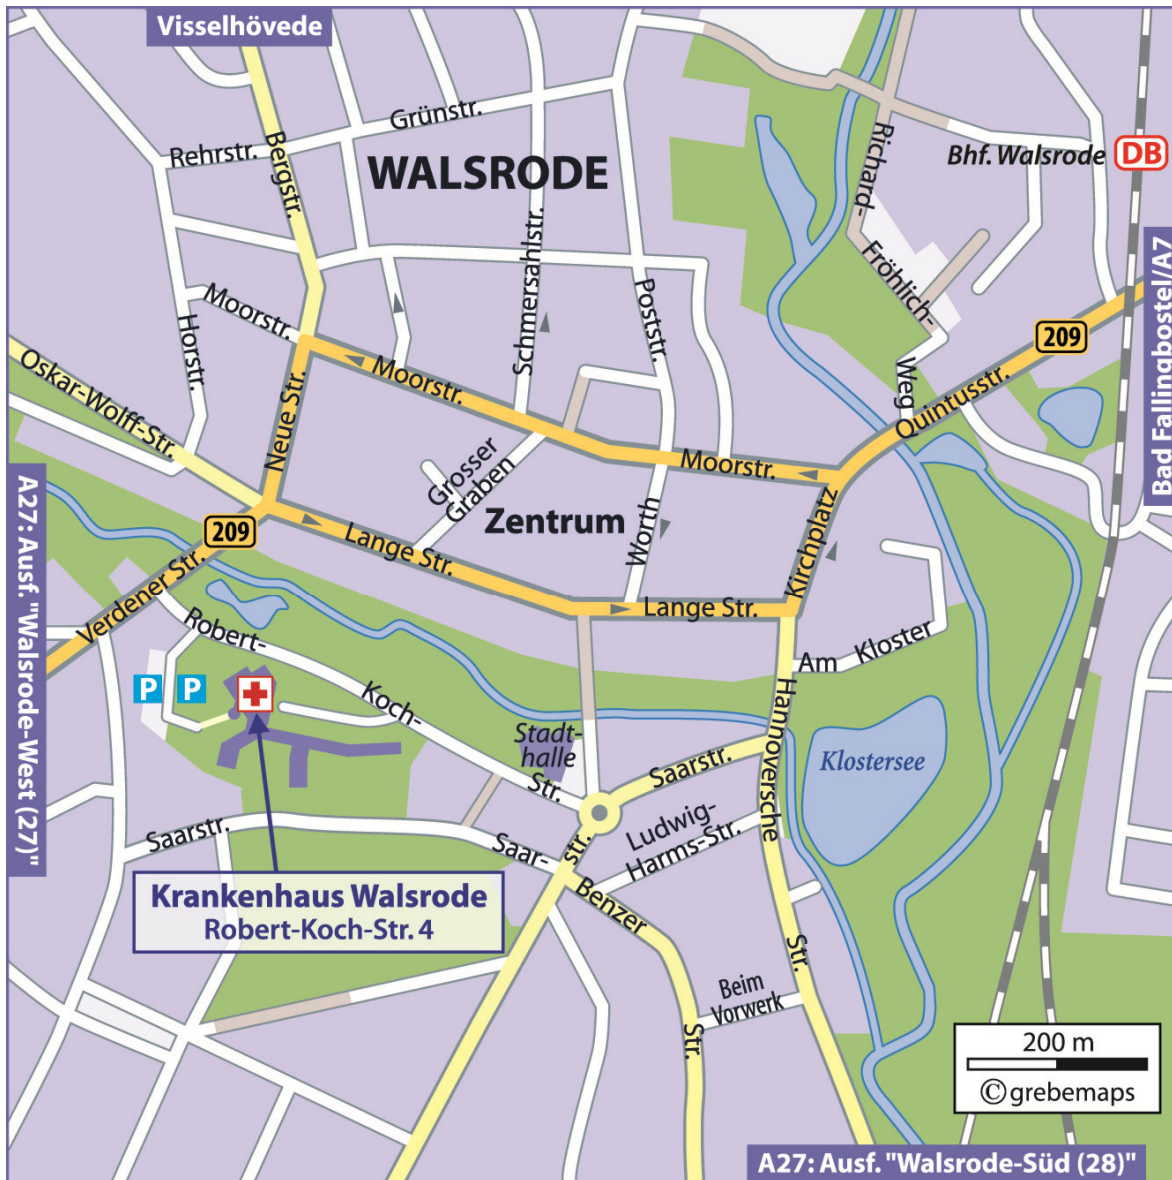 Visselhövede
Grünstr.
Rehrstr.
Bergstr.
WALSRODE
Richard-
Bhf. Walsrode
DB
Fröhlich-
Weg
Bad Fallingbostel/A7
Schmersahlstr.
Poststr.
Moorstr.
Horstr.
209
Oskar-Wolff-Str.
Neue Str.
Moorstr.
Quintusstr.
Grosser
Graben
Moorstr.
Zentrum
Worth
Kirchplatz
A27: Ausf. "Walsrode-West (27)"
209
Verdener Str.
Lange Str.
Lange Str.
Am Kloster
Robert-
Koch-
Str.
P
P
Hannoversche
Str.
Stadt-
halle
Klostersee
Saarstr.
Ludwig-
Harms-Str.
Saarstr.
Saar-
str.
Benzer
Str.
Krankenhaus Walsrode
Robert-Koch-Str. 4
Beim
Vorwerk
200 m
© grebemaps
A27: Ausf. "Walsrode-Süd (28)"